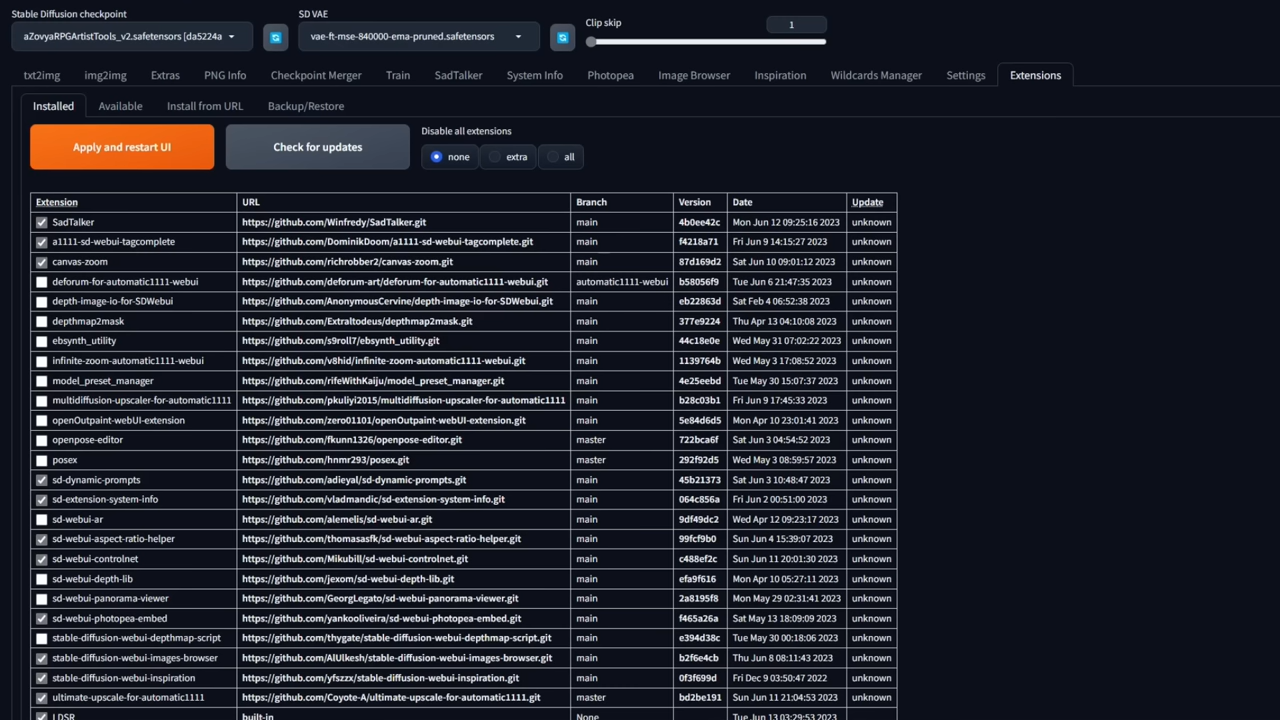 Stable Diffusion checkpoint
SD VAE
Clip skip
1
aZovyaRPGArtistTools_v2.safetensors [da5224a
vae-ft-mse-840000-ema-pruned.safetensors
txt2img img2img Extras PNG Info Checkpoint Merger Train SadTalker System Info Photopea Image Browser Inspiration Wildcards Manager Settings Extensions
Installed Available Install from URL Backup/Restore
Apply and restart UI
Check for updates
Disable all extensions
none extra all
Extension URL Branch Version Date Update
SadTalker https://github.com/Winfredy/SadTalker.git main 4b0ee42c Mon Jun 12 09:25:16 2023 unknown
a1111-sd-webui-tagcomplete https://github.com/DominikDoom/a1111-sd-webui-tagcomplete.git main f4218a71 Fri Jun 9 14:15:27 2023 unknown
canvas-zoom https://github.com/richrobber2/canvas-zoom.git main 87d169d2 Sat Jun 10 09:01:12 2023 unknown
deforum-for-automatic1111-webui https://github.com/deforum-art/deforum-for-automatic1111-webui.git automatic1111-webui b58056f9 Tue Jun 6 21:47:35 2023 unknown
depth-image-io-for-SDWebui https://github.com/AnonymousCervine/depth-image-io-for-SDWebui.git main eb22863d Sat Feb 4 06:52:38 2023 unknown
depthmap2mask https://github.com/Extraltodeus/depthmap2mask.git main 377e9224 Thu Apr 13 04:10:08 2023 unknown
ebsynth_utility https://github.com/s9roll7/ebsynth_utility.git main 44c18e0e Wed May 31 07:02:22 2023 unknown
infinite-zoom-automatic1111-webui https://github.com/v8hid/infinite-zoom-automatic1111-webui.git main 1139764b Wed May 3 17:08:52 2023 unknown
model_preset_manager https://github.com/rifeWithKaiju/model_preset_manager.git main 4e25eebd Tue May 30 15:07:37 2023 unknown
multidiffusion-upscaler-for-automatic1111 https://github.com/pkuliyi2015/multidiffusion-upscaler-for-automatic1111 main b28c03b1 Fri Jun 9 17:45:33 2023 unknown
openOutpaint-webUI-extension https://github.com/zero01101/openOutpaint-webUI-extension.git main 5e84d6d5 Mon Apr 10 23:01:41 2023 unknown
openpose-editor https://github.com/fkunn1326/openpose-editor.git master 722bca6f Sat Jun 3 04:54:52 2023 unknown
posex https://github.com/hnmr293/posex.git master 292f92d5 Wed May 3 08:59:57 2023 unknown
sd-dynamic-prompts https://github.com/adieyal/sd-dynamic-prompts.git main 45b21373 Sat Jun 3 10:48:47 2023 unknown
sd-extension-system-info https://github.com/vladmandic/sd-extension-system-info.git main 064c856a Fri Jun 2 00:51:00 2023 unknown
sd-webui-ar https://github.com/alemelis/sd-webui-ar.git main 9df49dc2 Wed Apr 12 09:23:17 2023 unknown
sd-webui-aspect-ratio-helper https://github.com/thomasasfk/sd-webui-aspect-ratio-helper.git main 99fcf9b0 Sun Jun 4 15:39:07 2023 unknown
sd-webui-controlnet https://github.com/Mikubill/sd-webui-controlnet.git main c488ef2c Sun Jun 11 20:01:30 2023 unknown
sd-webui-depth-lib https://github.com/jexom/sd-webui-depth-lib.git main efa9f616 Mon Apr 10 05:27:11 2023 unknown
sd-webui-panorama-viewer https://github.com/GeorgLegato/sd-webui-panorama-viewer.git main 2a8195f8 Mon May 29 02:31:41 2023 unknown
sd-webui-photopea-embed https://github.com/yankooliveira/sd-webui-photopea-embed.git main f465a26a Sat May 13 18:09:09 2023 unknown
stable-diffusion-webui-depthmap-script https://github.com/thygate/stable-diffusion-webui-depthmap-script.git main e394d38c Tue May 30 00:18:06 2023 unknown
stable-diffusion-webui-images-browser https://github.com/AlUlkesh/stable-diffusion-webui-images-browser.git main b2f6e4cb Thu Jun 8 08:11:43 2023 unknown
stable-diffusion-webui-inspiration https://github.com/yfszzx/stable-diffusion-webui-inspiration.git main 0f3f699d Fri Dec 9 03:50:47 2022 unknown
ultimate-upscale-for-automatic1111 https://github.com/Coyote-A/ultimate-upscale-for-automatic1111.git master bd2be191 Sun Jun 11 21:04:53 2023 unknown
LDSR built-in None Tue Jun 13 03:29:53 2023 unknown